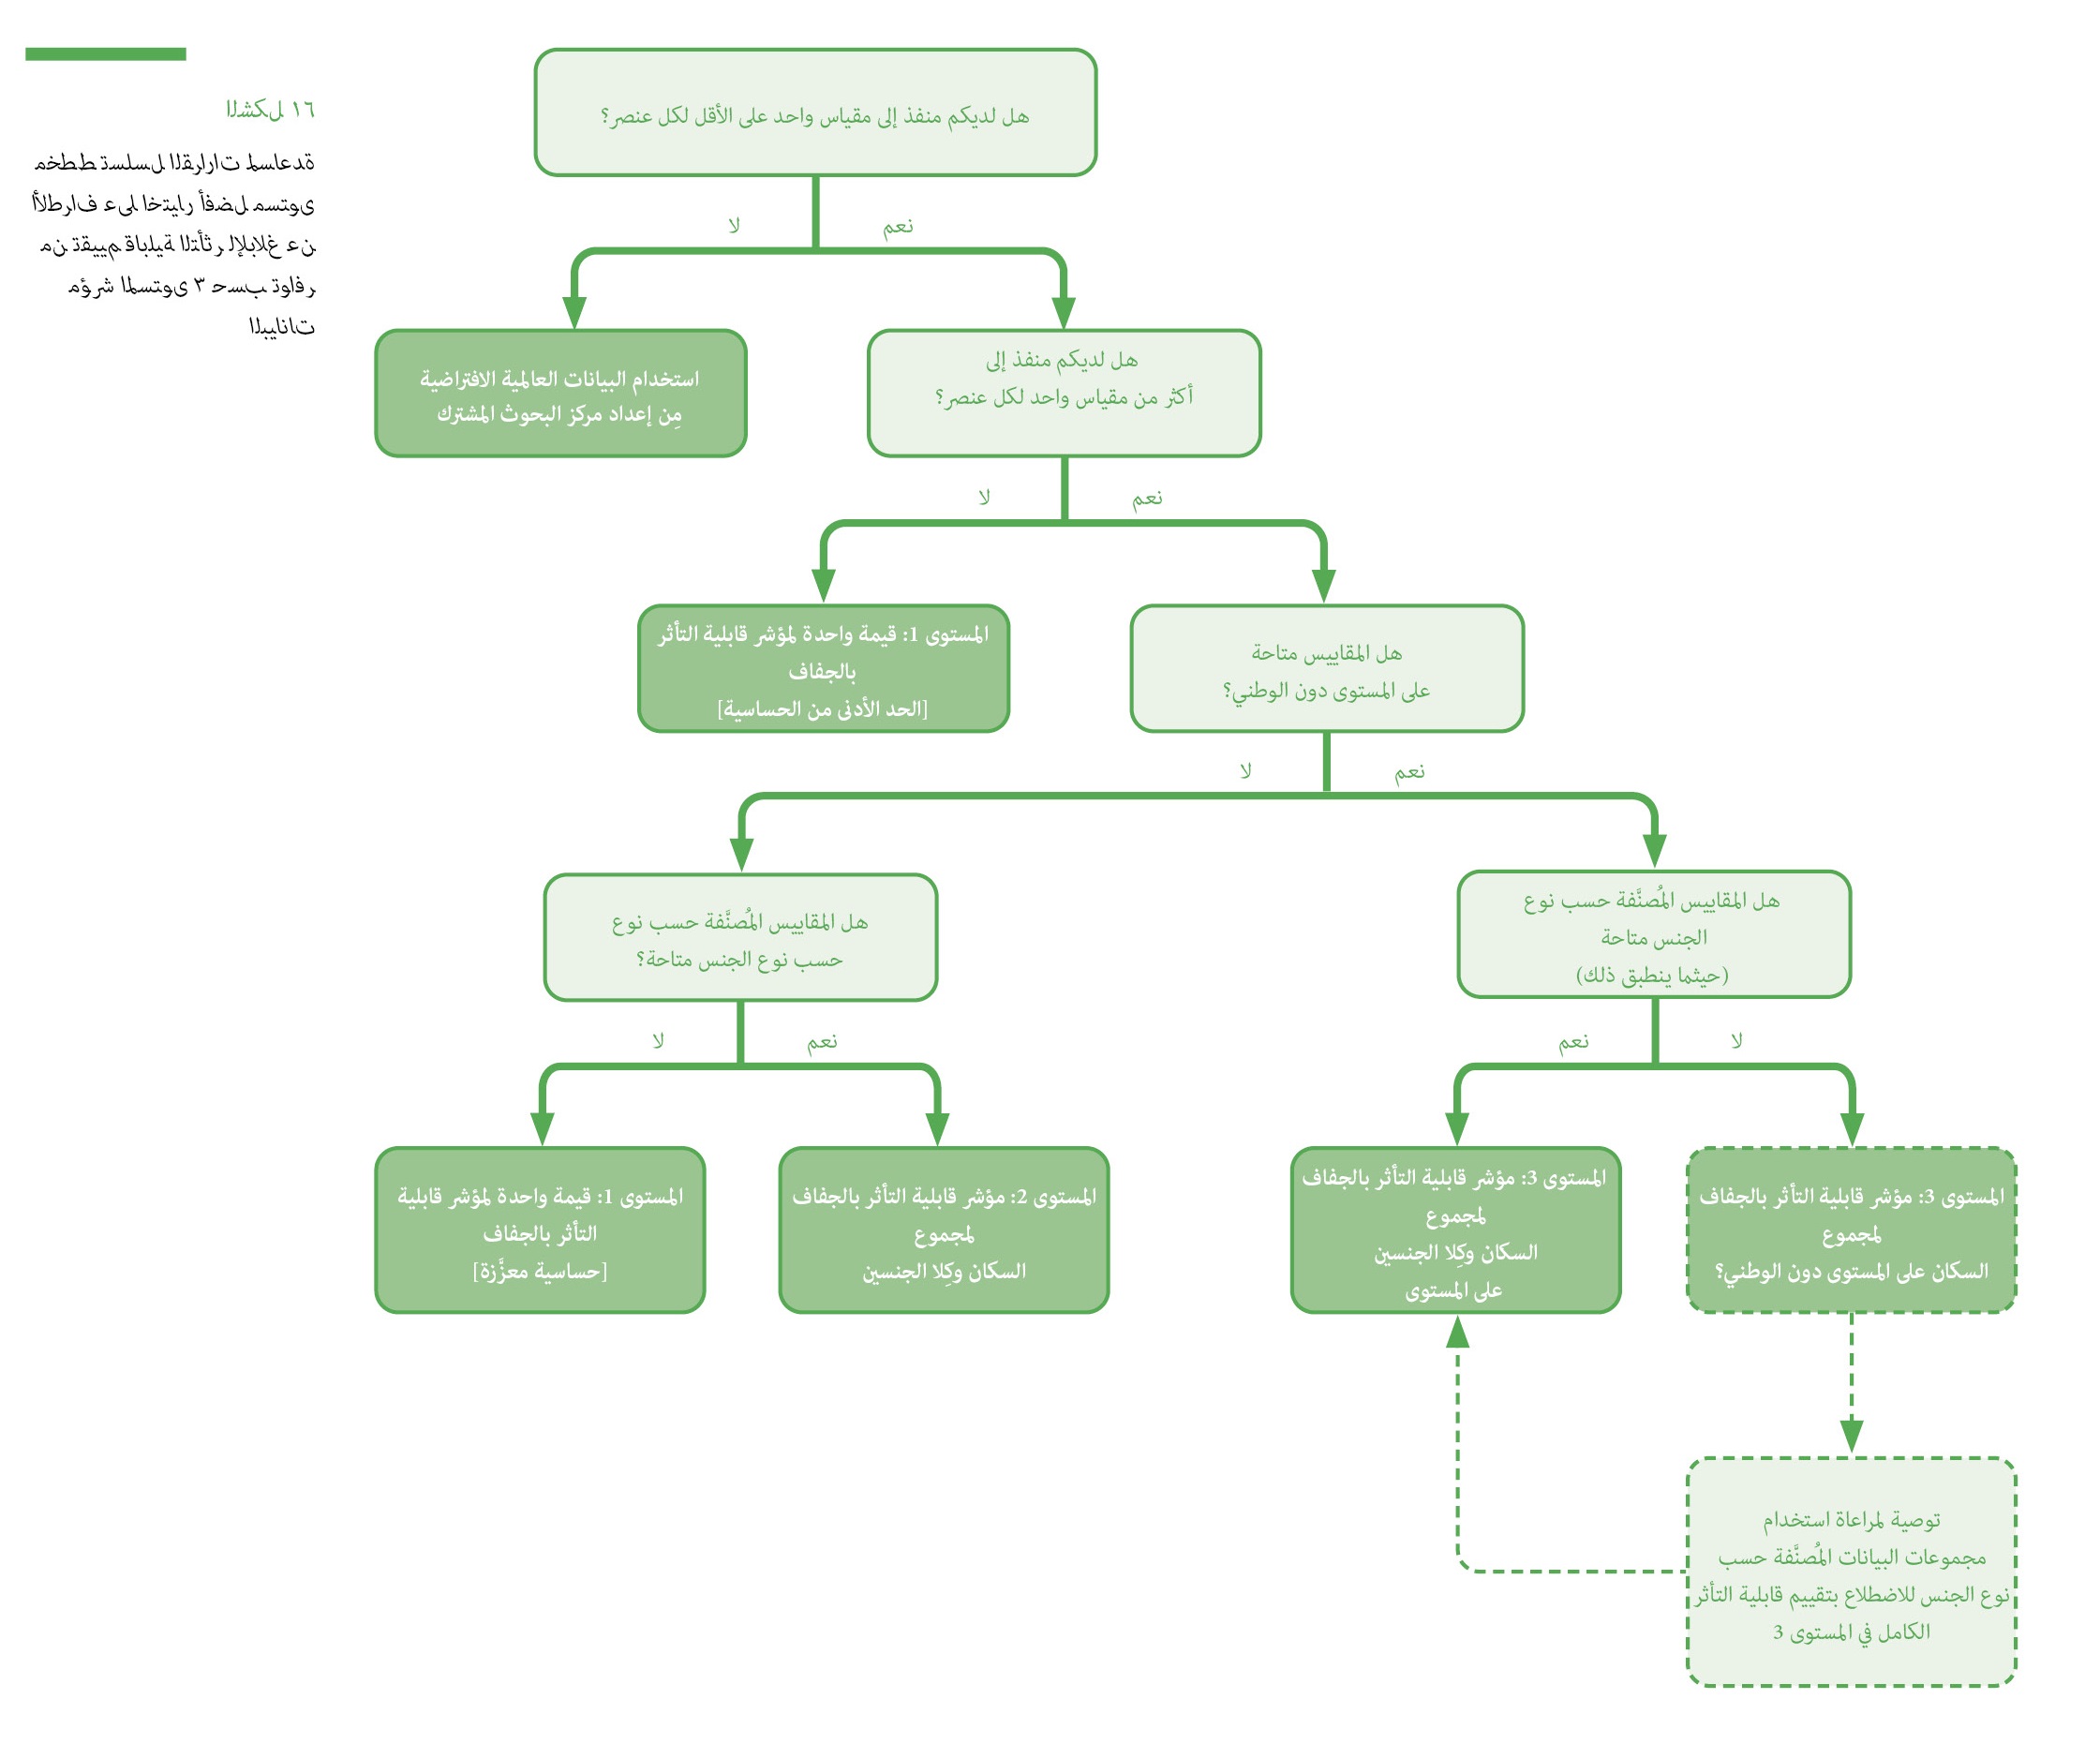 الشكل ١٦
مخطط تسلسل القرارات لمساعدة
الأطراف على اختيار أفضل مستوى
من تقييم قابلية التأثر للإبلاغ عن
مؤشر المستوى ٣ حسب توافر
البيانات
هل لديكم منفذ إلى مقياس واحد على الأقل لكل عنصر؟
نعم
لا
هل لديكم منفذ إلى
أكثر من مقياس واحد لكل عنصر؟
استخدام البيانات العالمية الافتراضية
مِن إعداد مركز البحوث المشترك
نعم
لا
هل المقاييس متاحة
على المستوى دون الوطني؟
المستوى 1: قيمة واحدة لمؤشر قابلية التأثر
بالجفاف
[الحد الأدنى من الحساسية]
نعم
لا
هل المقاييس المُصنَّفة حسب نوع
الجنس متاحة
(حيثما ينطبق ذلك)
هل المقاييس المُصنَّفة حسب نوع
حسب نوع الجنس متاحة؟
لا
نعم
نعم
لا
المستوى 3: مؤشر قابلية التأثر بالجفاف
لمجموع
السكان على المستوى دون الوطني؟
المستوى 3: مؤشر قابلية التأثر بالجفاف
لمجموع
السكان وكِلا الجنسين
على المستوى
المستوى 2: مؤشر قابلية التأثر بالجفاف
لمجموع
السكان وكِلا الجنسين
المستوى 1: قيمة واحدة لمؤشر قابلية
التأثر بالجفاف
[حساسية معزَّزة]
توصية لمراعاة استخدام
مجموعات البيانات المُصنَّفة حسب
نوع الجنس للاضطلاع بتقييم قابلية التأثر
الكامل في المستوى 3